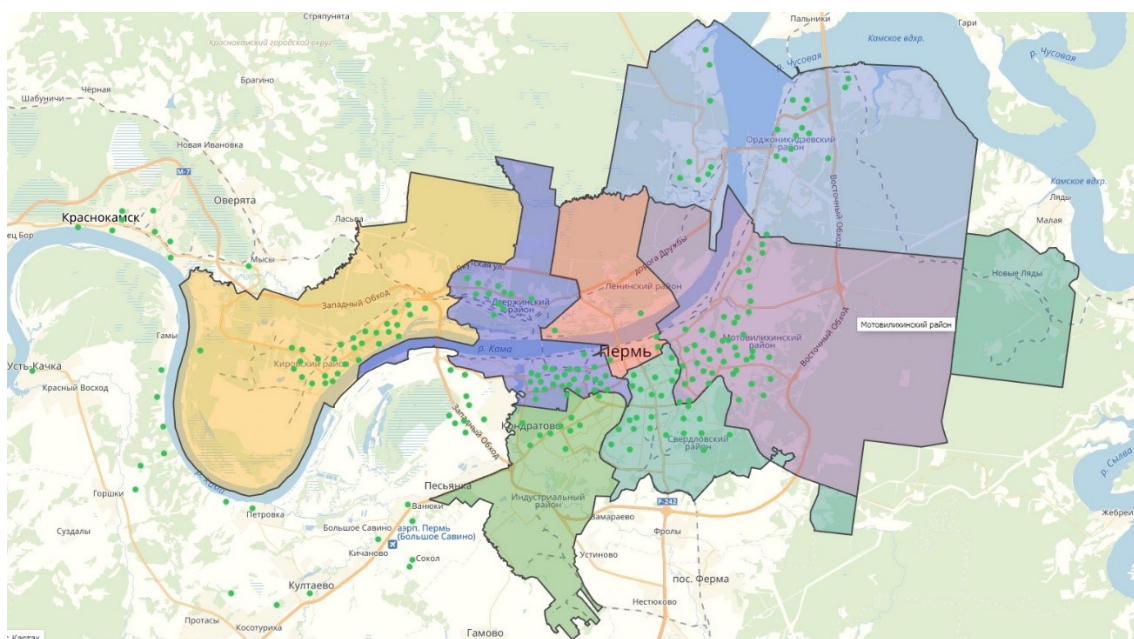 Стряпунята
Пальники
Гари
Камское вдхр.
р. Чусовая
р. Чусовая
Краснокамский городской округ
Брагино
Чёрная
Шабуничи
Новая Ивановка
Орджоникидзевский
район
М-7
Камское вдхр.
Оверята
Ляды
Краснокамск
Ласьва
Малая
Восточный Обход
Мысы
дорога Дружбы
Новые Ляды
Ленинский район
Западный Обход
Дзержинский
район
Мотовилихинский район
Гамы
Мотовилихинский
район
Восточный Обход
р. Кама
Пермь
Кировский район
Усть-Качка
Красный Восход
Западный Обход
Кондратово
Свердловский
район
р. Сылва
р. Кама
Песьянка
Горшки
Индустриальный
район
Р-242
Ванюки
Петровка
Замараево
Суздалы
Большое Савино
аэрп. Пермь
(Большое Савино)
Фролы
Кичаново
Сокол
Устиново
Култаево
пос. Ферма
Нестюково
Протасы
Косотуриха
Гамово